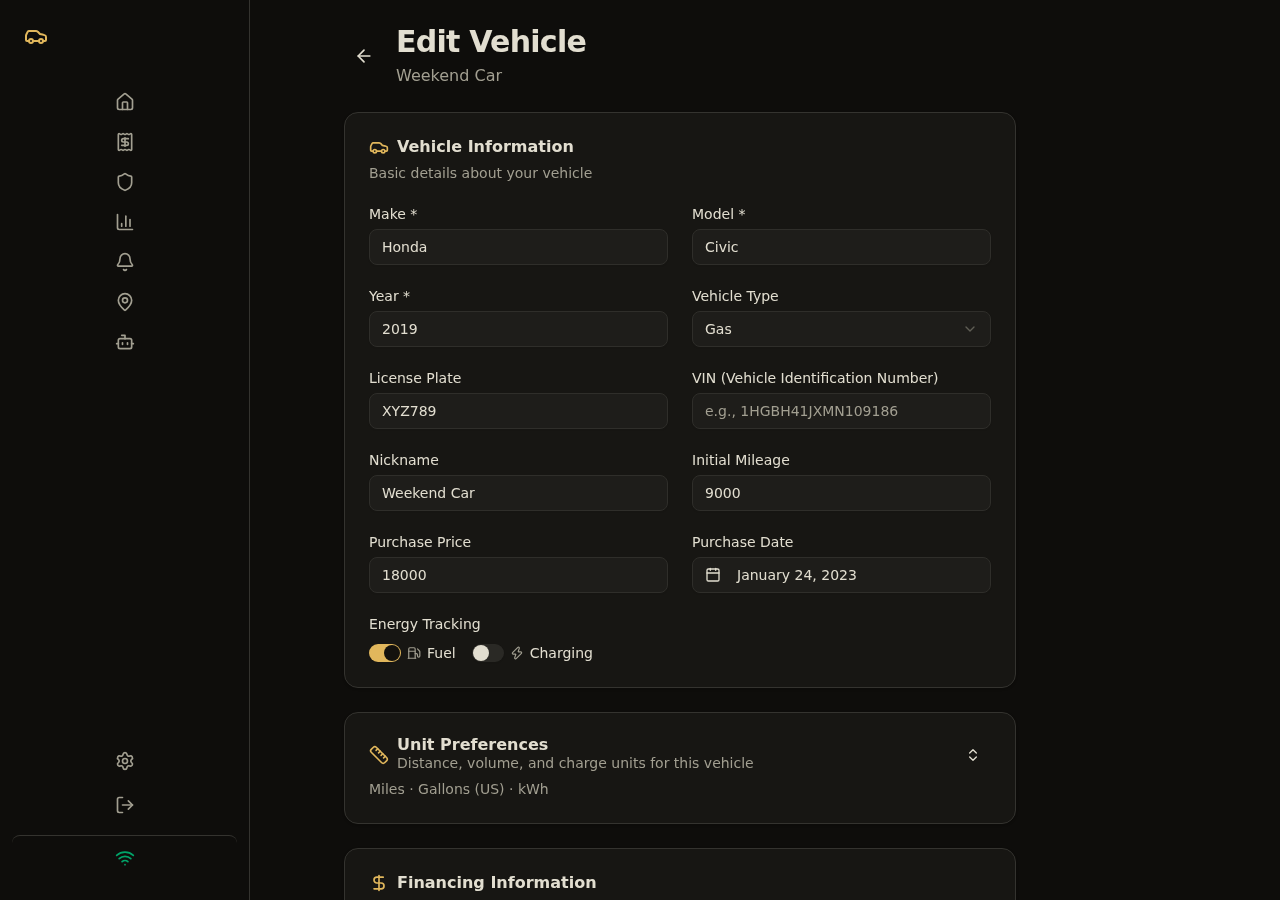 Edit Vehicle
Weekend Car
Vehicle Information
Basic details about your vehicle
Make *
Model *
Honda
Civic
Year *
Vehicle Type
2019
Gas
License Plate
VIN (Vehicle Identification Number)
XYZ789
e.g., 1HGBH41JXMN109186
Nickname
Initial Mileage
Weekend Car
9000
Purchase Price
Purchase Date
18000
January 24, 2023
Energy Tracking
Fuel
Charging
Unit Preferences
Distance, volume, and charge units for this vehicle
Miles · Gallons (US) · kWh
Financing Information